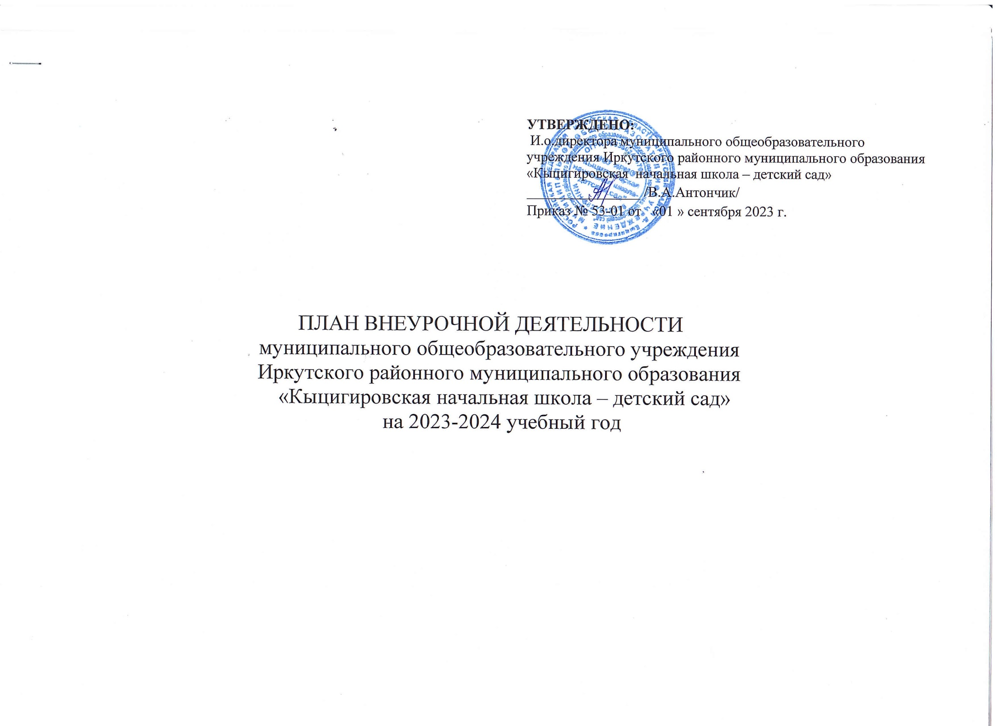 УТВЕРЖДЕНО:
И.о.директора муниципального общеобразовательного
учреждения Иркутского районного муниципального образования
«Кыцигировская начальная школа – детский сад»
________________ /В.А.Антончик/
Приказ № 53-01 от «01 » сентября 2023 г.
ПЛАН ВНЕУРОЧНОЙ ДЕЯТЕЛЬНОСТИ
муниципального общеобразовательного учреждения
Иркутского районного муниципального образования
«Кыцигировская начальная школа – детский сад»
на 2023-2024 учебный год